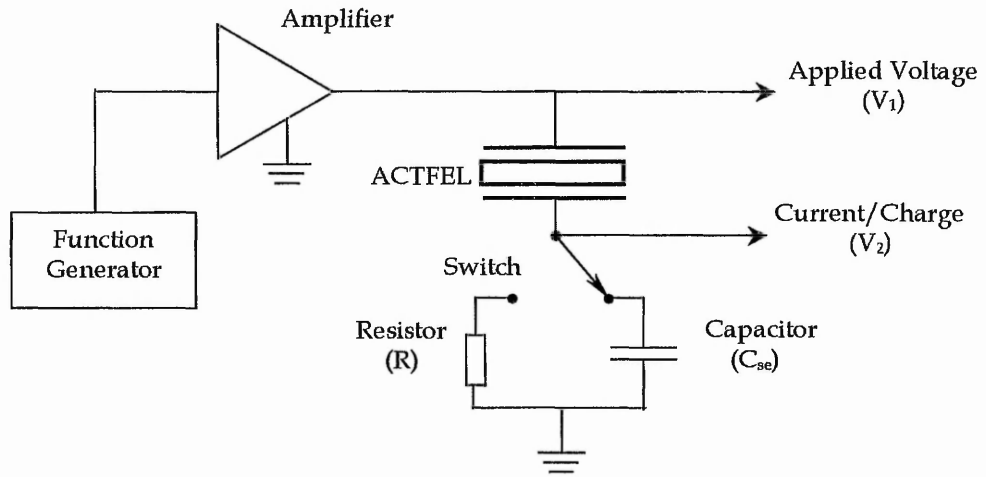 Amplifier
Applied Voltage
(V₁)
ACTFEL
Current/Charge
(V₂)
Function
Generator
Switch
Resistor
(R)
Capacitor
(Cse)